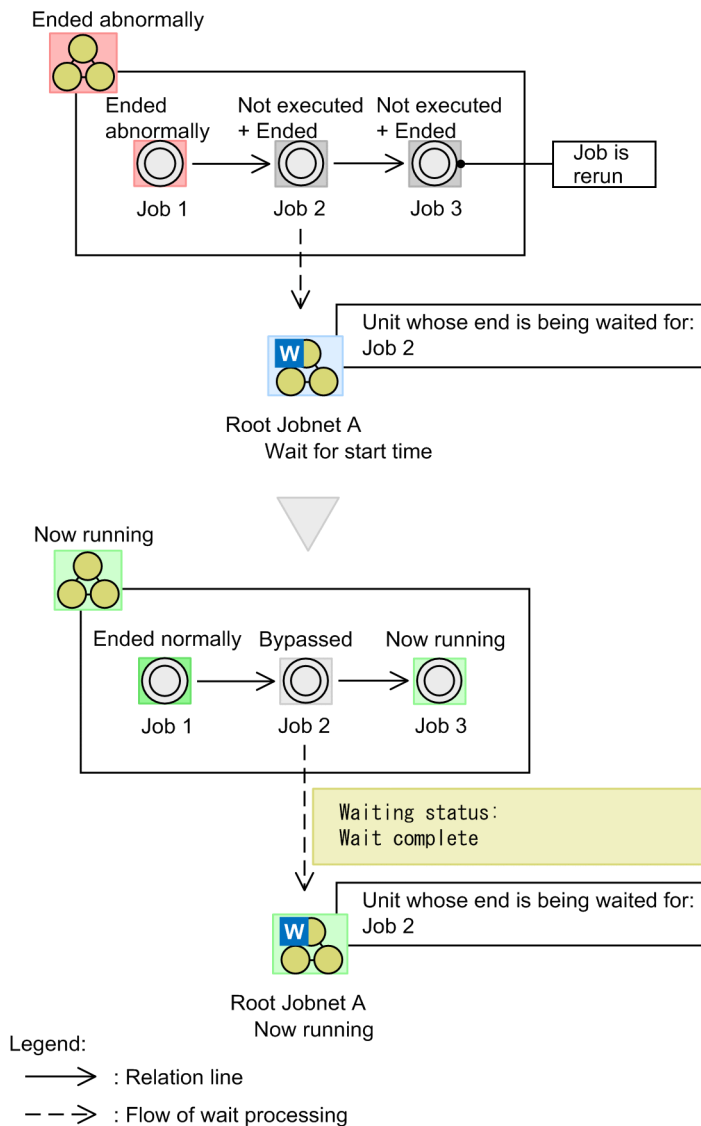 Ended abnormally
Ended
abnormally
Not executed
+ Ended
Not executed
+ Ended
Job is
rerun
Job 1
Job 2
Job 3
Unit whose end is being waited for:
Job 2
W
Root Jobnet A
Wait for start time
Now running
Ended normally
Bypassed
Now running
Job 1
Job 2
Job 3
Waiting status:
Wait complete
Unit whose end is being waited for:
Job 2
W
Root Jobnet A
Now running
Legend:
: Relation line
: Flow of wait processing